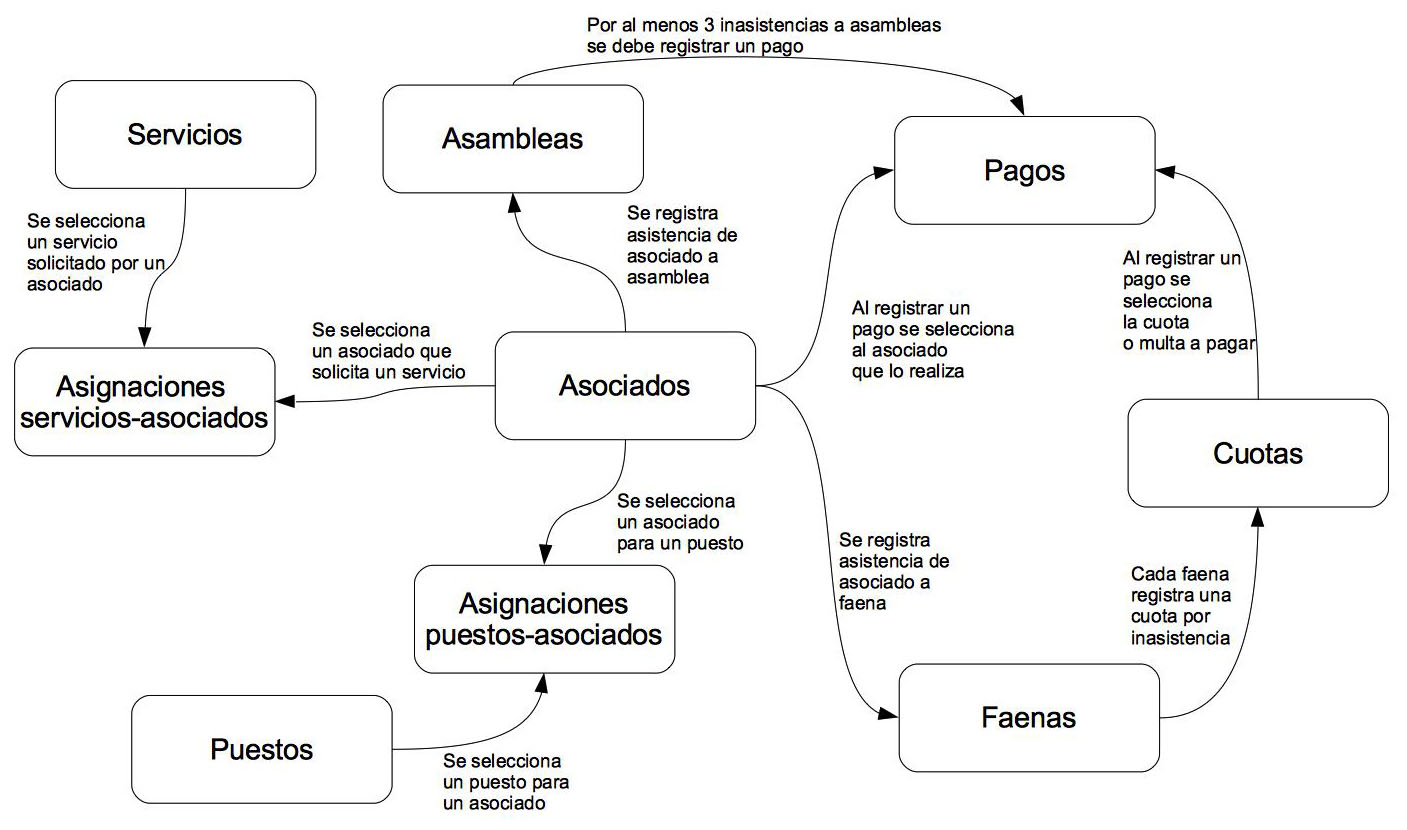 Por al menos 3 inasistencias a asambleas
se debe registrar un pago
Servicios
Asambleas
Pagos
Se selecciona
un servicio
solicitado por un
asociado
Se registra
asistencia de
asociado a
asamblea
Al registrar un
pago se
selecciona
la cuota
o multa a pagar
Se selecciona
un asociado que
solicita un servicio
Al registrar un
pago se selecciona
al asociado
que lo realiza
Asignaciones
servicios-asociados
Asociados
Cuotas
Se selecciona
un asociado
para un puesto
Se registra
asistencia de
asociado a
faena
Cada faena
registra una
cuota por
inasistencia
Asignaciones
puestos-asociados
Faenas
Puestos
Se selecciona
un puesto para
un asociado